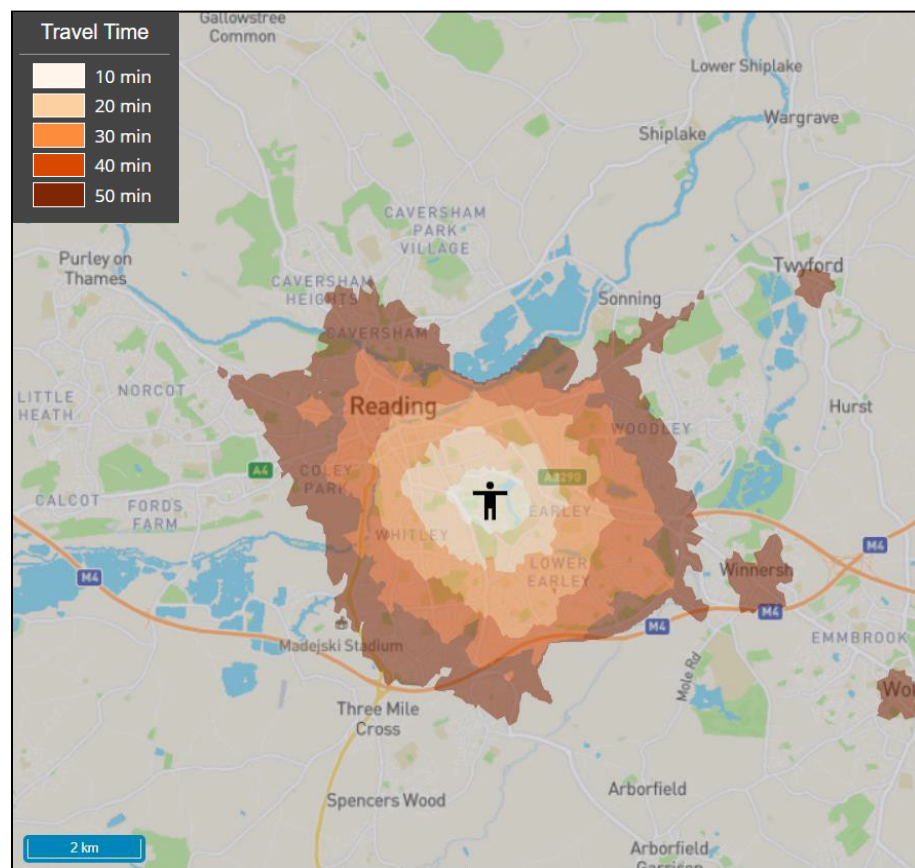 Travel Time
10 min
20 min
30 min
40 min
50 min
Gallowstree
Common
Lower Shiplake
Wargrave
Shiplake
CAVERSHAM
PARK
VILLAGE
Purley on
Thames
Twyford
CAVERSHAM
HEIGHTS
Sonning
CAVERSHAM
NORCOT
LITTLE
HEATH
Reading
Hurst
WOODLEY
A4
COLEY
PARK
A3290
CALCOT
FORDS
FARM
EARLEY
WHITLEY
M4
LOWER
EARLEY
M4
Winnersh
M4
M4
EMMBROOK
Madejski Stadium
Mole Rd
Wok
Three Mile
Cross
Arborfield
Spencers Wood
2 km
Arborfield
Garrison